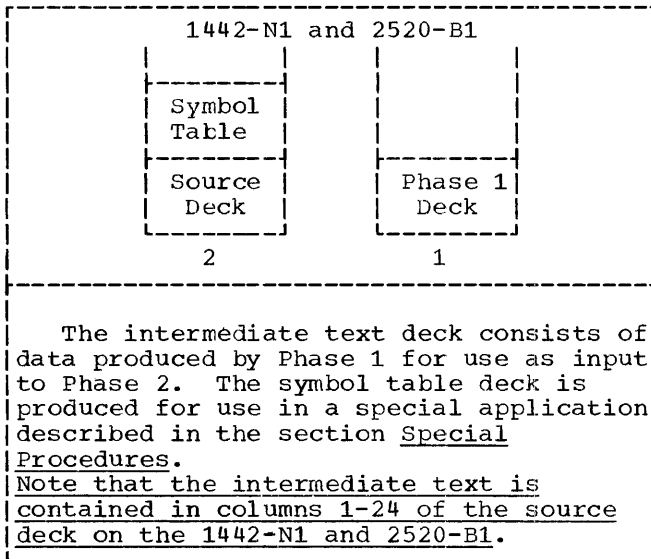 1442-N1 and 2520-B1
Symbol
Table
Source
Deck
Phase 1
Deck
2 1
The intermediate text deck consists of
data produced by Phase 1 for use as input
to Phase 2. The symbol table deck is
produced for use in a special application
described in the section Special
Procedures.
Note that the intermediate text is
contained in columns 1-24 of the source
deck on the 1442-N1 and 2520-B1.